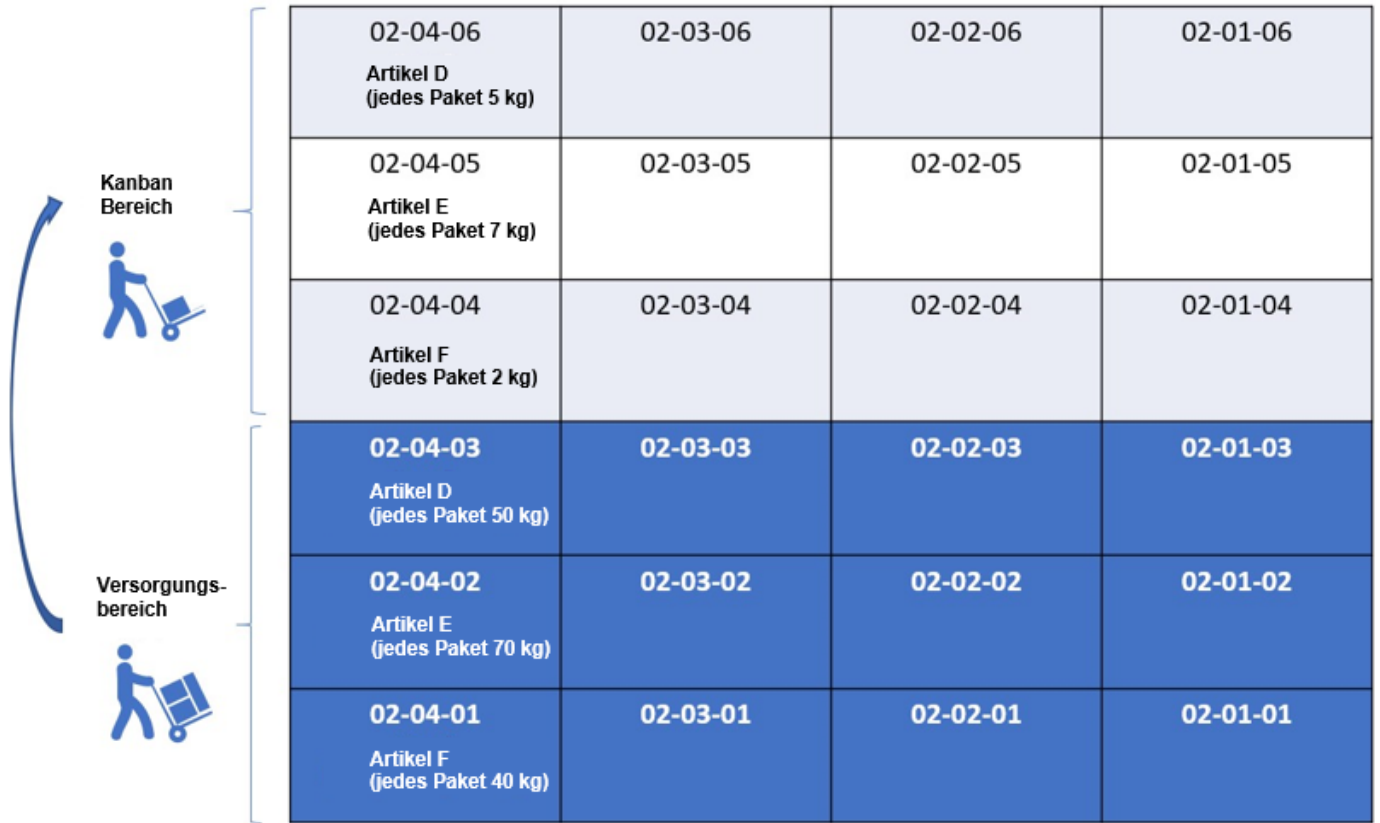 02-04-06 02-03-06 02-02-06 02-01-06
Artikel D
(jedes Paket 5 kg)
Kanban
Bereich
02-04-05 02-03-05 02-02-05 02-01-05
Artikel E
(jedes Paket 7 kg)
02-04-04 02-03-04 02-02-04 02-01-04
Artikel F
(jedes Paket 2 kg)
02-04-03 02-03-03 02-02-03 02-01-03
Artikel D
(jedes Paket 50 kg)
Versorgungs-
bereich
02-04-02 02-03-02 02-02-02 02-01-02
Artikel E
(jedes Paket 70 kg)
02-04-01 02-03-01 02-02-01 02-01-01
Artikel F
(jedes Paket 40 kg)